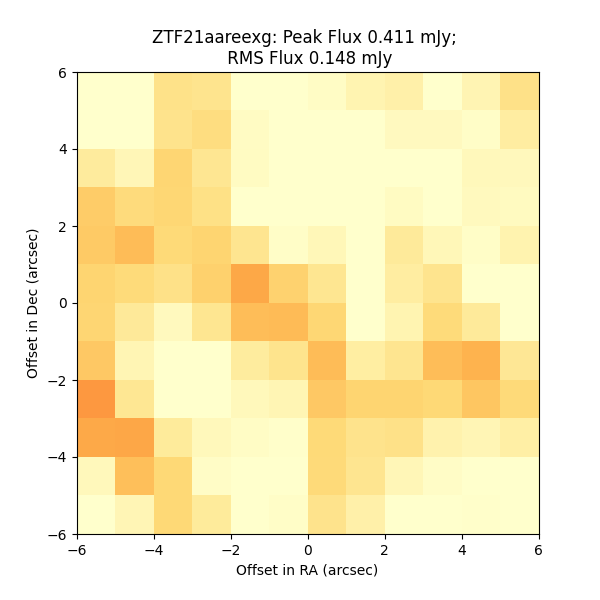 ZTF21aareexg: Peak Flux 0.411 mJy;
RMS Flux 0.148 mJy
6
4
2
0
−2
−4
−6
Offset in Dec (arcsec)
−6 −4 −2 0 2 4 6
Offset in RA (arcsec)